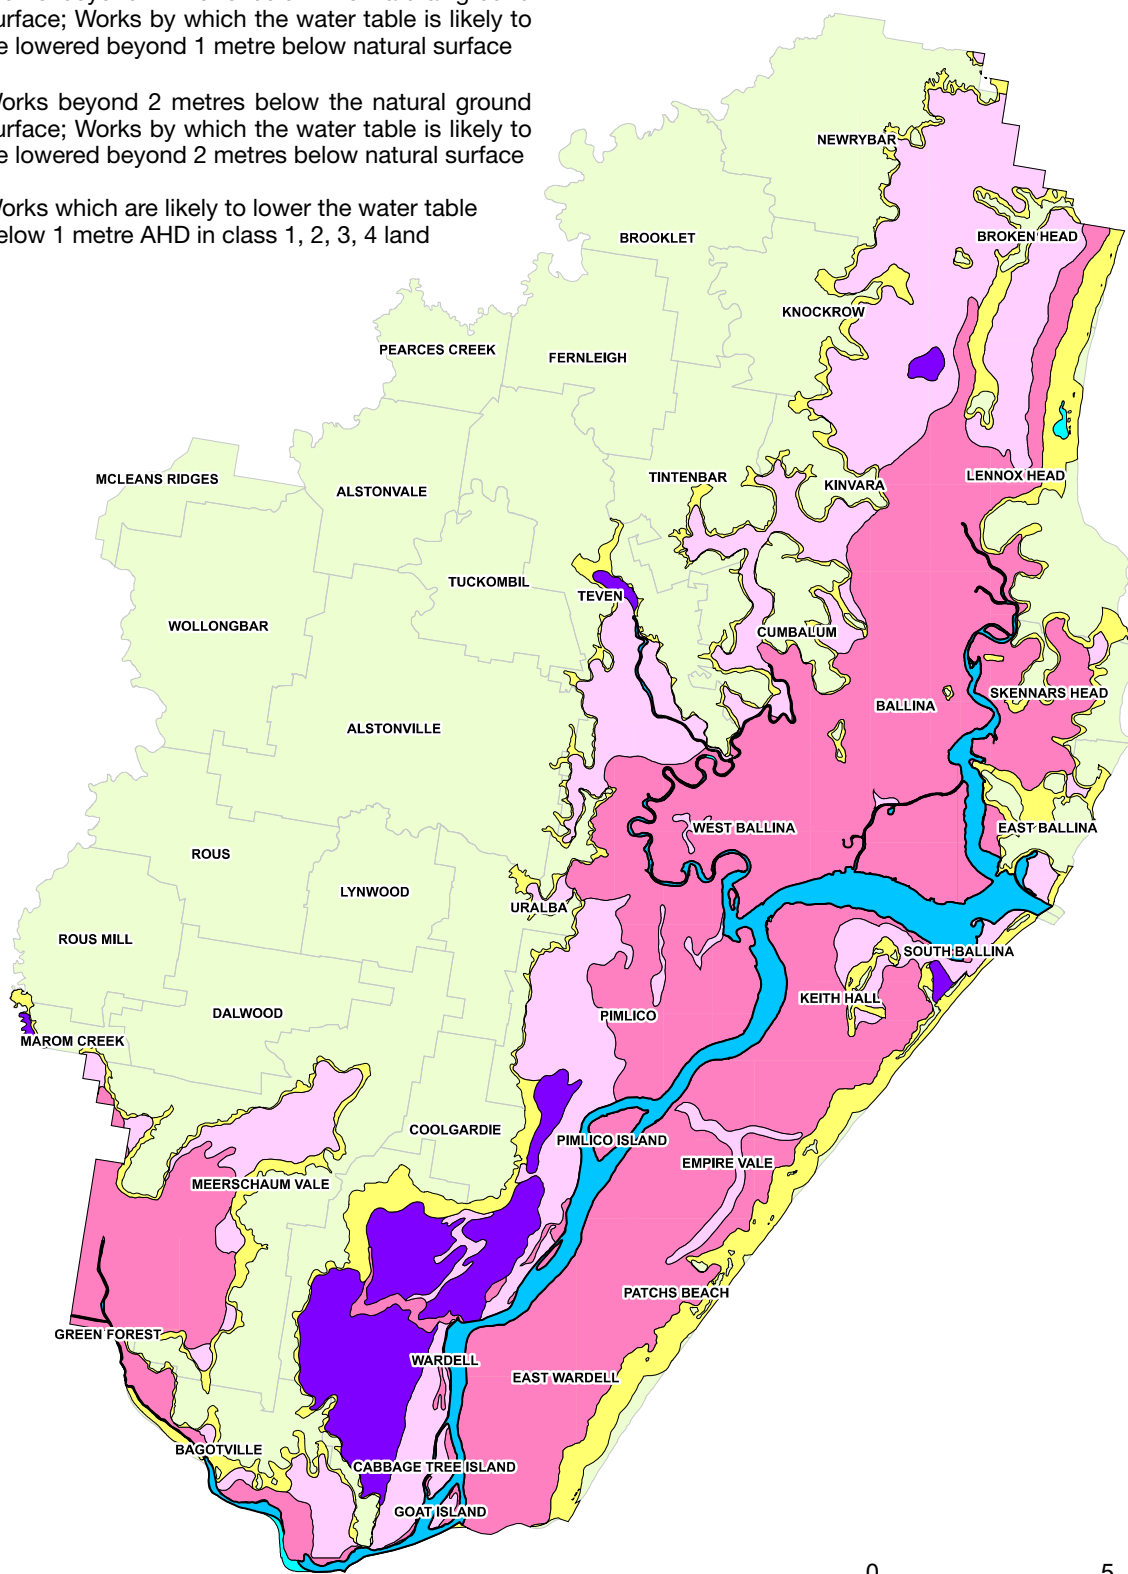 urface; Works by which the water table is likely to
e lowered beyond 1 metre below natural surface
Works beyond 2 metres below the natural ground
urface; Works by which the water table is likely to
e lowered beyond 2 metres below natural surface
Works which are likely to lower the water table
elow 1 metre AHD in class 1, 2, 3, 4 land
NEWRYBAR
BROOKLET
BROKEN HEAD
KNOCKROW
PEARCES CREEK
FERNLEIGH
MCLEANS RIDGES
ALSTONVALE
TINTENBAR
KINVARA
LENNOX HEAD
TUCKOMBIL
TEVEN
WOLLONGBAR
CUMBALUM
SKENNARS HEAD
BALLINA
ALSTONVILLE
WEST BALLINA
EAST BALLINA
ROUS
LYNWOOD
URALBA
ROUS MILL
SOUTH BALLINA
KEITH HALL
DALWOOD
PIMLICO
MAROM CREEK
COOLGARDIE
PIMLICO ISLAND
EMPIRE VALE
MEERSCHAUM VALE
PATCHS BEACH
GREEN FOREST
WARDELL
EAST WARDELL
BAGOTVILLE
CABBAGE TREE ISLAND
GOAT ISLAND
0 5